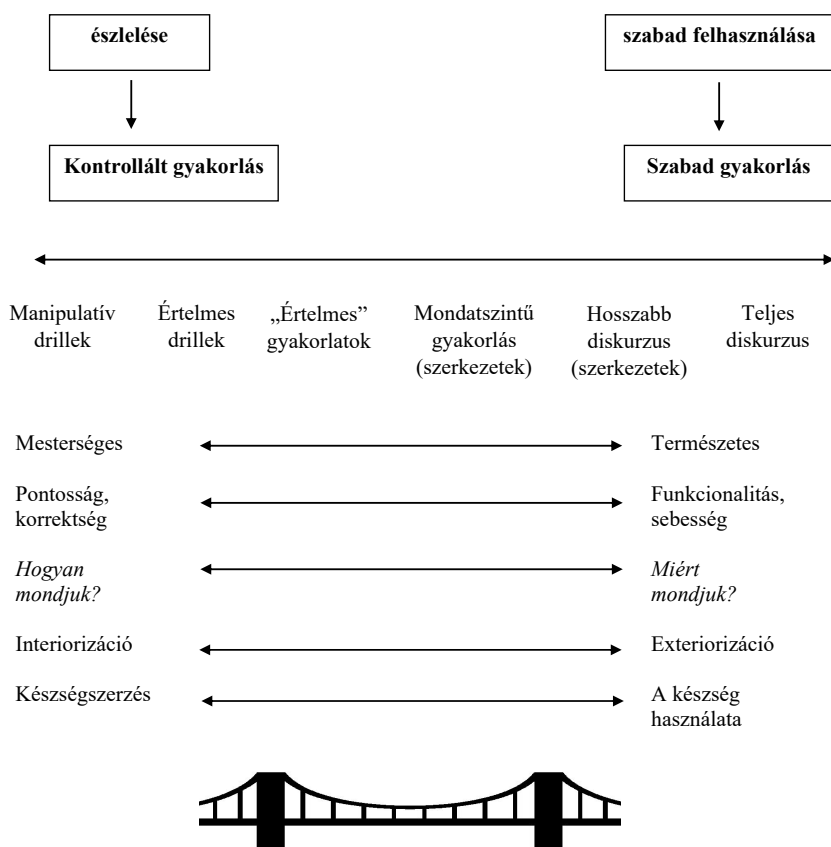 észlelése
szabad felhasználása
Kontrollált gyakorlás
Szabad gyakorlás
Manipulatív
drillek
Értelmes
drillek
„Értelmes”
gyakorlatok
Mondatszintű
gyakorlás
(szerkezetek)
Hosszabb
diskurzus
(szerkezetek)
Teljes
diskurzus
Mesterséges
Természetes
Pontosság,
korrektség
Funkcionalitás,
sebesség
Hogyan
mondjuk?
Miért
mondjuk?
Interiorizáció
Exteriorizáció
Készségszerzés
A készség
használata